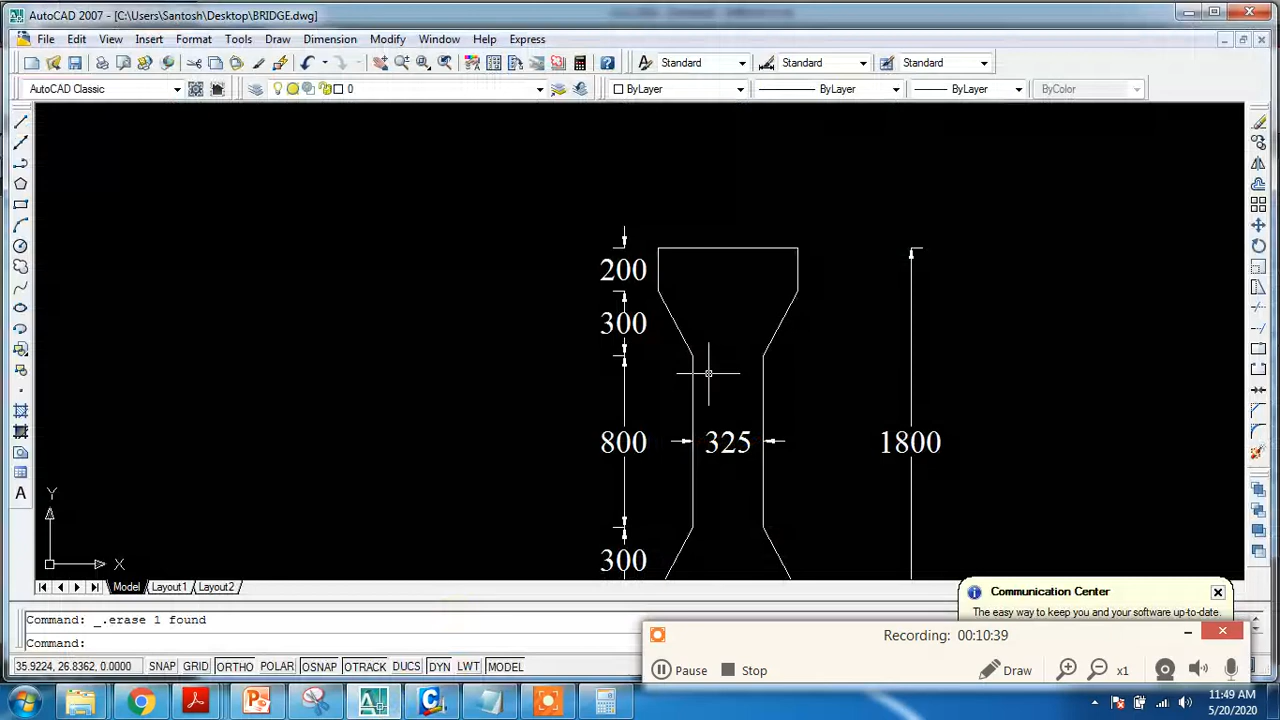 AutoCAD 2007 - [C:\Users\Santosh\Desktop\BRIDGE.dwg]
File Edit View Insert Format Tools Draw Dimension Modify Window Help Express
Standard Standard Standard
AutoCAD Classic 0 ByLayer ByLayer ByLayer ByColor
200
300
800 325 1800
300
Y
X
A
Model Layout1 Layout2
Communication Center
The easy way to keep you and your software up-to-date.
Command: _.erase 1 found
Command:
Recording: 00:10:39
Pause Stop Draw x1
35.9224, 26.8362, 0.0000 SNAP GRID ORTHO POLAR OSNAP OTRACK DUCS DYN LWT MODEL
11:49 AM
5/20/2020